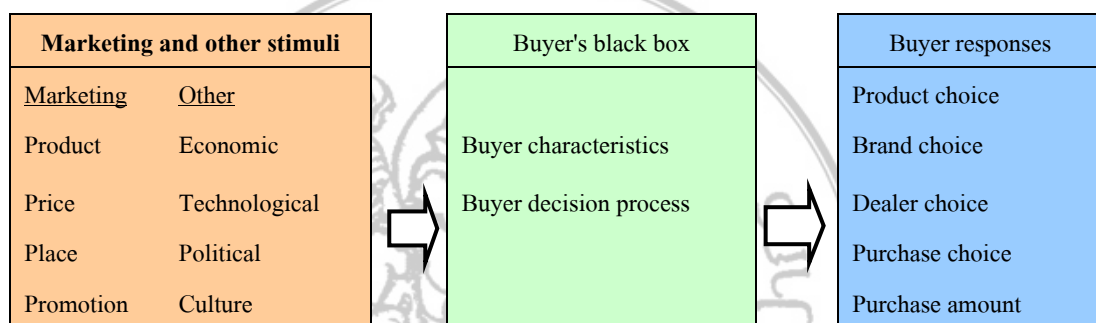 Marketing and other stimuli
Marketing Other
Product Economic
Price Technological
Place Political
Promotion Culture
Buyer's black box
Buyer characteristics
Buyer decision process
Buyer responses
Product choice
Brand choice
Dealer choice
Purchase choice
Purchase amount